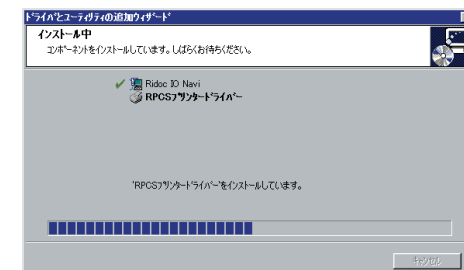 ﾄﾞﾗｲﾊﾞとユーティリティの追加ウィザード
インストール中
コンポーネントをインストールしています。しばらくお待ちください。
Ridoc IO Navi
RPCSプリンタードライバー
'RPCSプリンタードライバー'をインストールしています。
キャンセル